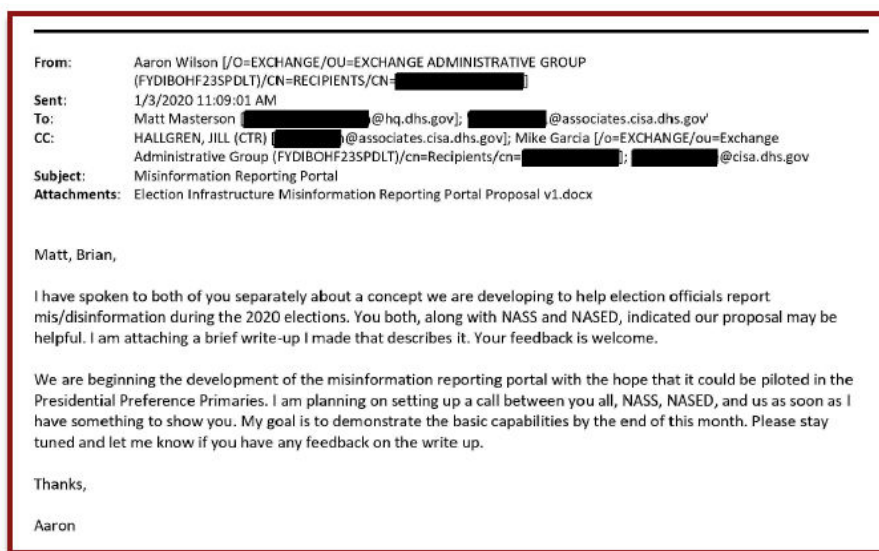 From: Aaron Wilson [/O=EXCHANGE/OU=EXCHANGE ADMINISTRATIVE GROUP
(FYDIBOHF23SPDLT)/CN=RECIPIENTS/CN= ]
Sent: 1/3/2020 11:09:01 AM
To: Matt Masterson [ @hq.dhs.gov]; ' @associates.cisa.dhs.gov'
CC: HALLGREN, JILL (CTR) [ @associates.cisa.dhs.gov]; Mike Garcia [/o=EXCHANGE/ou=Exchange
Administrative Group (FYDIBOHF23SPDLT)/cn=Recipients/cn= ]; @cisa.dhs.gov
Subject: Misinformation Reporting Portal
Attachments: Election Infrastructure Misinformation Reporting Portal Proposal v1.docx
Matt, Brian,
I have spoken to both of you separately about a concept we are developing to help election officials report
mis/disinformation during the 2020 elections. You both, along with NASS and NASED, indicated our proposal may be
helpful. I am attaching a brief write-up I made that describes it. Your feedback is welcome.
We are beginning the development of the misinformation reporting portal with the hope that it could be piloted in the
Presidential Preference Primaries. I am planning on setting up a call between you all, NASS, NASED, and us as soon as I
have something to show you. My goal is to demonstrate the basic capabilities by the end of this month. Please stay
tuned and let me know if you have any feedback on the write up.
Thanks,
Aaron